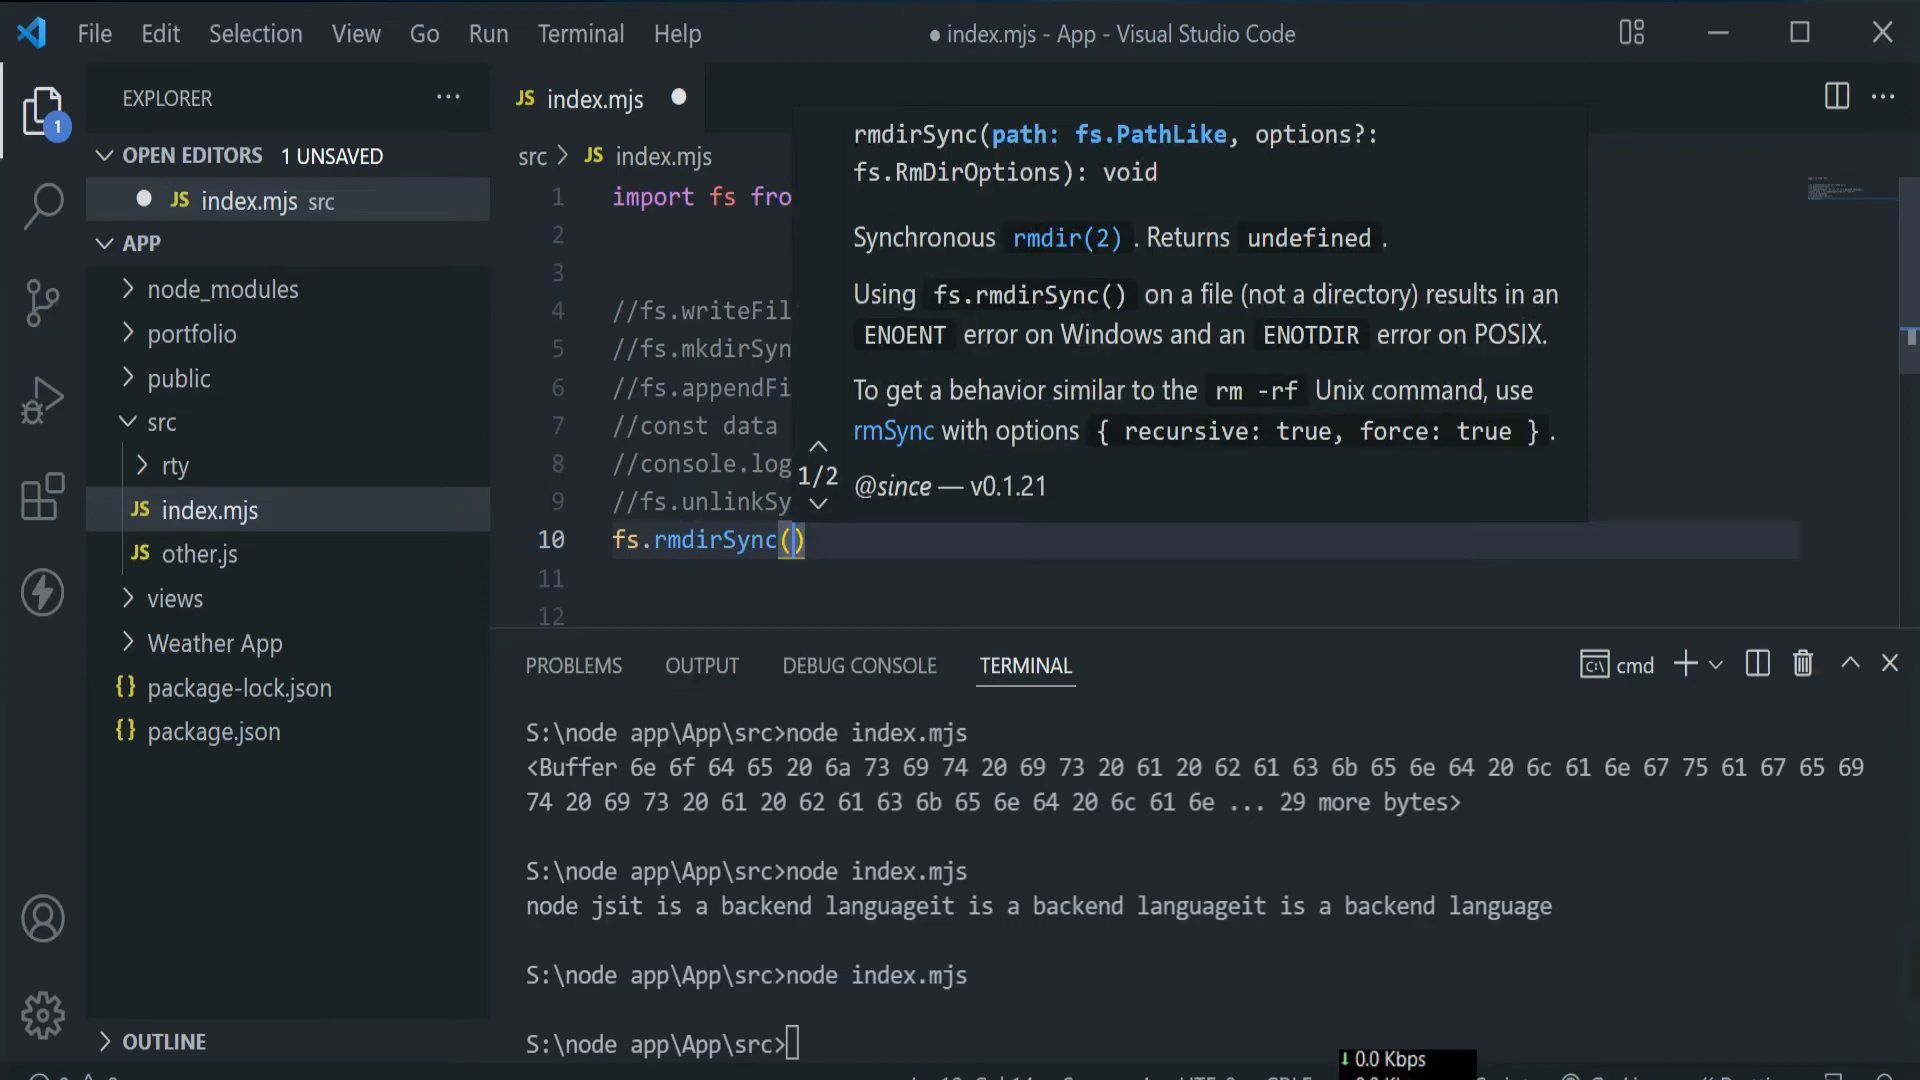 File Edit Selection View Go Run Terminal Help
● index.mjs - App - Visual Studio Code
EXPLORER ···
1
OPEN EDITORS 1 UNSAVED
JS index.mjs src
APP
node_modules
portfolio
public
src
rty
JS index.mjs
JS other.js
views
Weather App
{} package-lock.json
{} package.json
OUTLINE
JS index.mjs
src > JS index.mjs
1 import fs fro
2
3
4 //fs.writeFil
5 //fs.mkdirSyn
6 //fs.appendFi
7 //const data
8 //console.log
9 //fs.unlinkSy
10 fs.rmdirSync()
11
12
rmdirSync(path: fs.PathLike, options?:
fs.RmDirOptions): void
Synchronous rmdir(2) . Returns undefined .
Using fs.rmdirSync() on a file (not a directory) results in an
ENOENT error on Windows and an ENOTDIR error on POSIX.
To get a behavior similar to the rm -rf Unix command, use
rmSync with options { recursive: true, force: true } .
1/2
@since — v0.1.21
PROBLEMS OUTPUT DEBUG CONSOLE TERMINAL
cmd
S:\node app\App\src>node index.mjs
<Buffer 6e 6f 64 65 20 6a 73 69 74 20 69 73 20 61 20 62 61 63 6b 65 6e 64 20 6c 61 6e 67 75 61 67 65 69
74 20 69 73 20 61 20 62 61 63 6b 65 6e 64 20 6c 61 6e ... 29 more bytes>
S:\node app\App\src>node index.mjs
node jsit is a backend languageit is a backend languageit is a backend language
S:\node app\App\src>node index.mjs
S:\node app\App\src>
↓ 0.0 Kbps